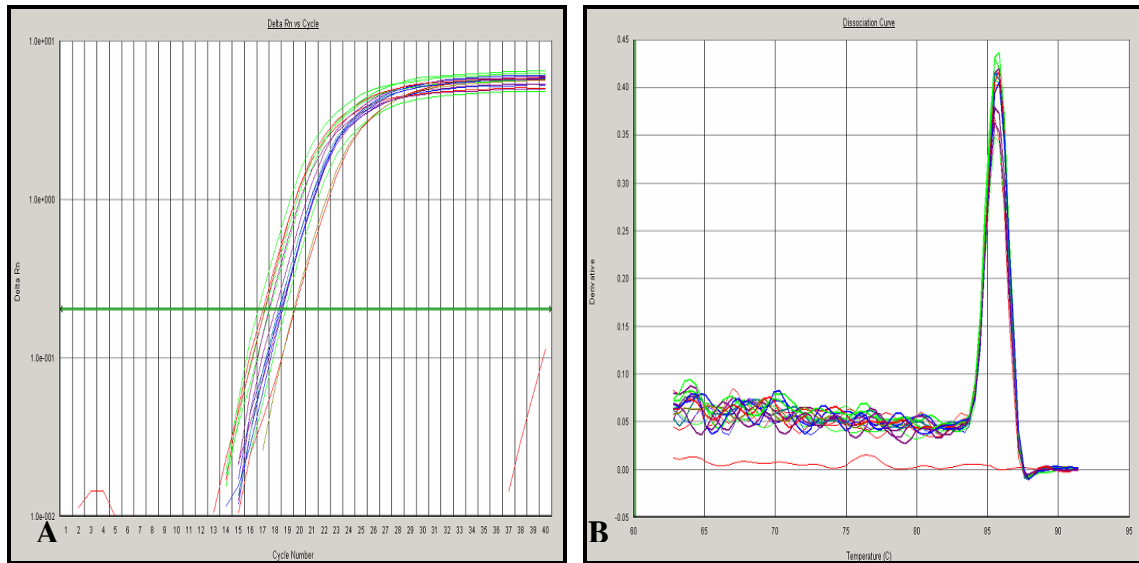 Delta Rn vs Cycle
1.0e+001
1.0e+000
1.0e-001
1.0e-002
Delta Rn
1 2 3 4 5 6 7 8 9 10 11 12 13 14 15 16 17 18 19 20 21 22 23 24 25 26 27 28 29 30 31 32 33 34 35 36 37 38 39 40
Cycle Number
A
Dissociation Curve
0.45
0.40
0.35
0.30
0.25
0.20
0.15
0.10
0.05
0.00
-0.05
Derivative
60 65 70 75 80 85 90 95
Temperature (C)
B